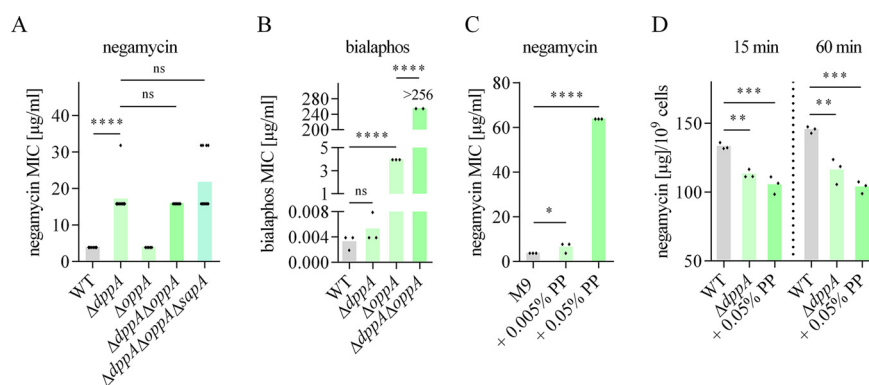 A
negamycin
ns
ns
****
negamycin MIC [µg/ml]
40
30
20
10
0
WT
ΔdppA
ΔoppA
ΔdppAΔoppA
ΔdppAΔoppAΔsapA
B
bialaphos
****
>256
****
ns
bialaphos MIC [µg/ml]
280
240
200
5
4
3
2
1
0.008
0.004
0.000
WT
ΔdppA
ΔoppA
ΔdppAΔoppA
C
negamycin
****
*
negamycin MIC [µg/ml]
80
60
40
20
0
M9
+ 0.005% PP
+ 0.05% PP
D
15 min
60 min
***
**
***
**
negamycin [µg]/10⁹ cells
150
100
50
WT
ΔdppA
+ 0.05% PP
WT
ΔdppA
+ 0.05% PP